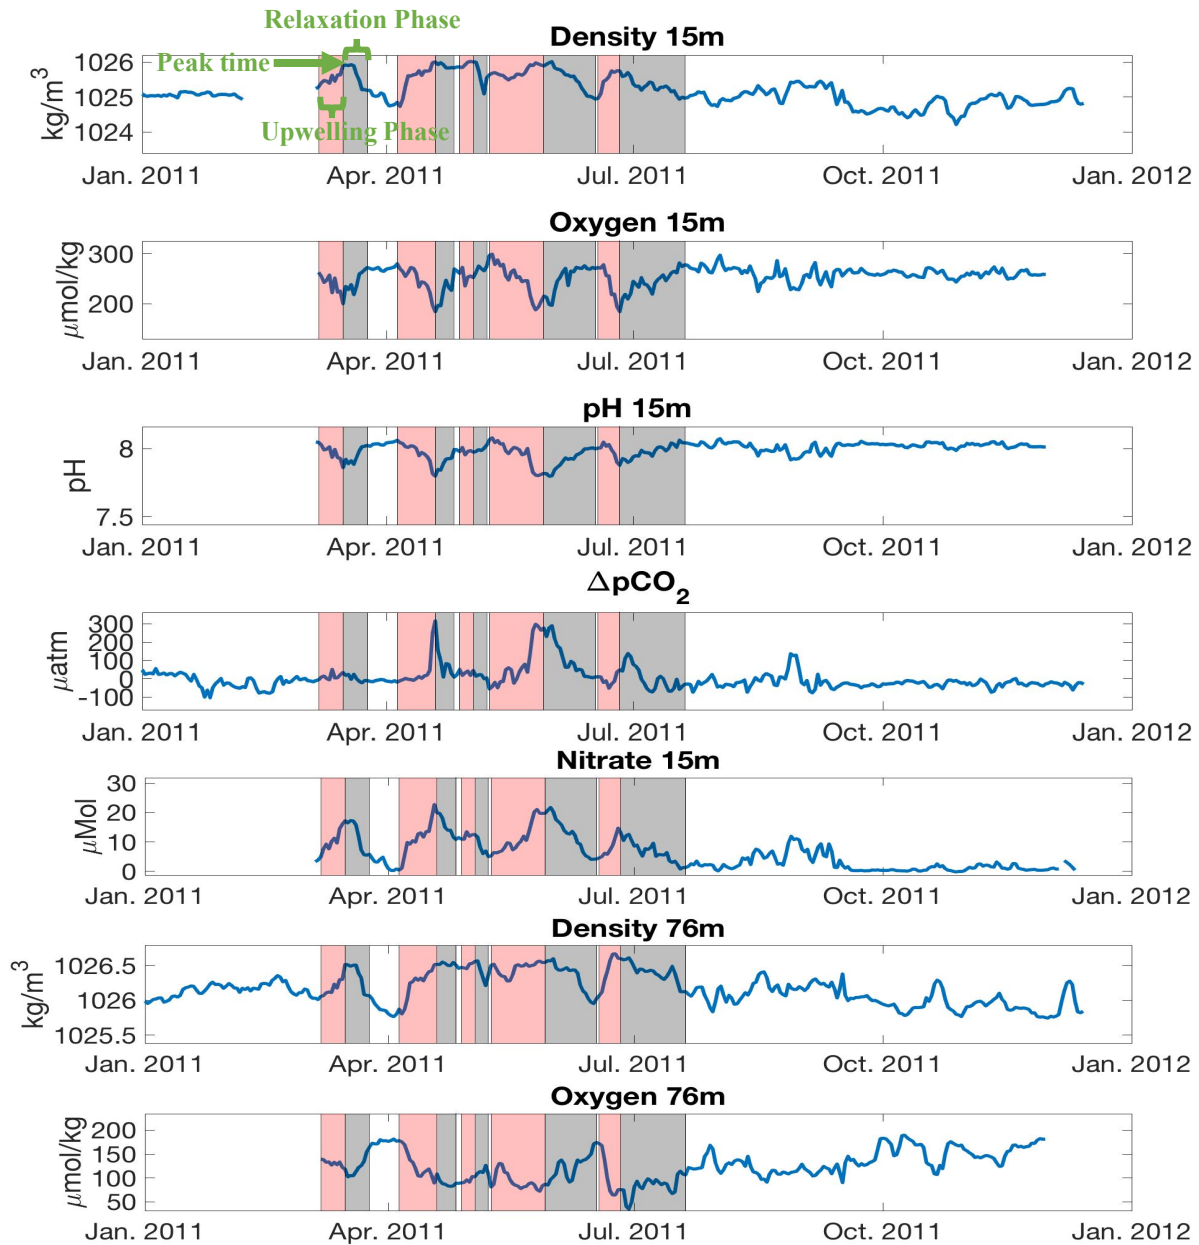 Relaxation Phase
Density 15m
Peak time
Upwelling Phase
kg/m3
1026
1025
1024
Jan. 2011 Apr. 2011 Jul. 2011 Oct. 2011 Jan. 2012
Oxygen 15m
μmol/kg
300
200
Jan. 2011 Apr. 2011 Jul. 2011 Oct. 2011 Jan. 2012
pH 15m
pH
8
7.5
Jan. 2011 Apr. 2011 Jul. 2011 Oct. 2011 Jan. 2012
ΔpCO2
μatm
300
200
100
0
-100
Jan. 2011 Apr. 2011 Jul. 2011 Oct. 2011 Jan. 2012
Nitrate 15m
μMol
30
20
10
0
Jan. 2011 Apr. 2011 Jul. 2011 Oct. 2011 Jan. 2012
Density 76m
kg/m3
1026.5
1026
1025.5
Jan. 2011 Apr. 2011 Jul. 2011 Oct. 2011 Jan. 2012
Oxygen 76m
μmol/kg
200
150
100
50
Jan. 2011 Apr. 2011 Jul. 2011 Oct. 2011 Jan. 2012